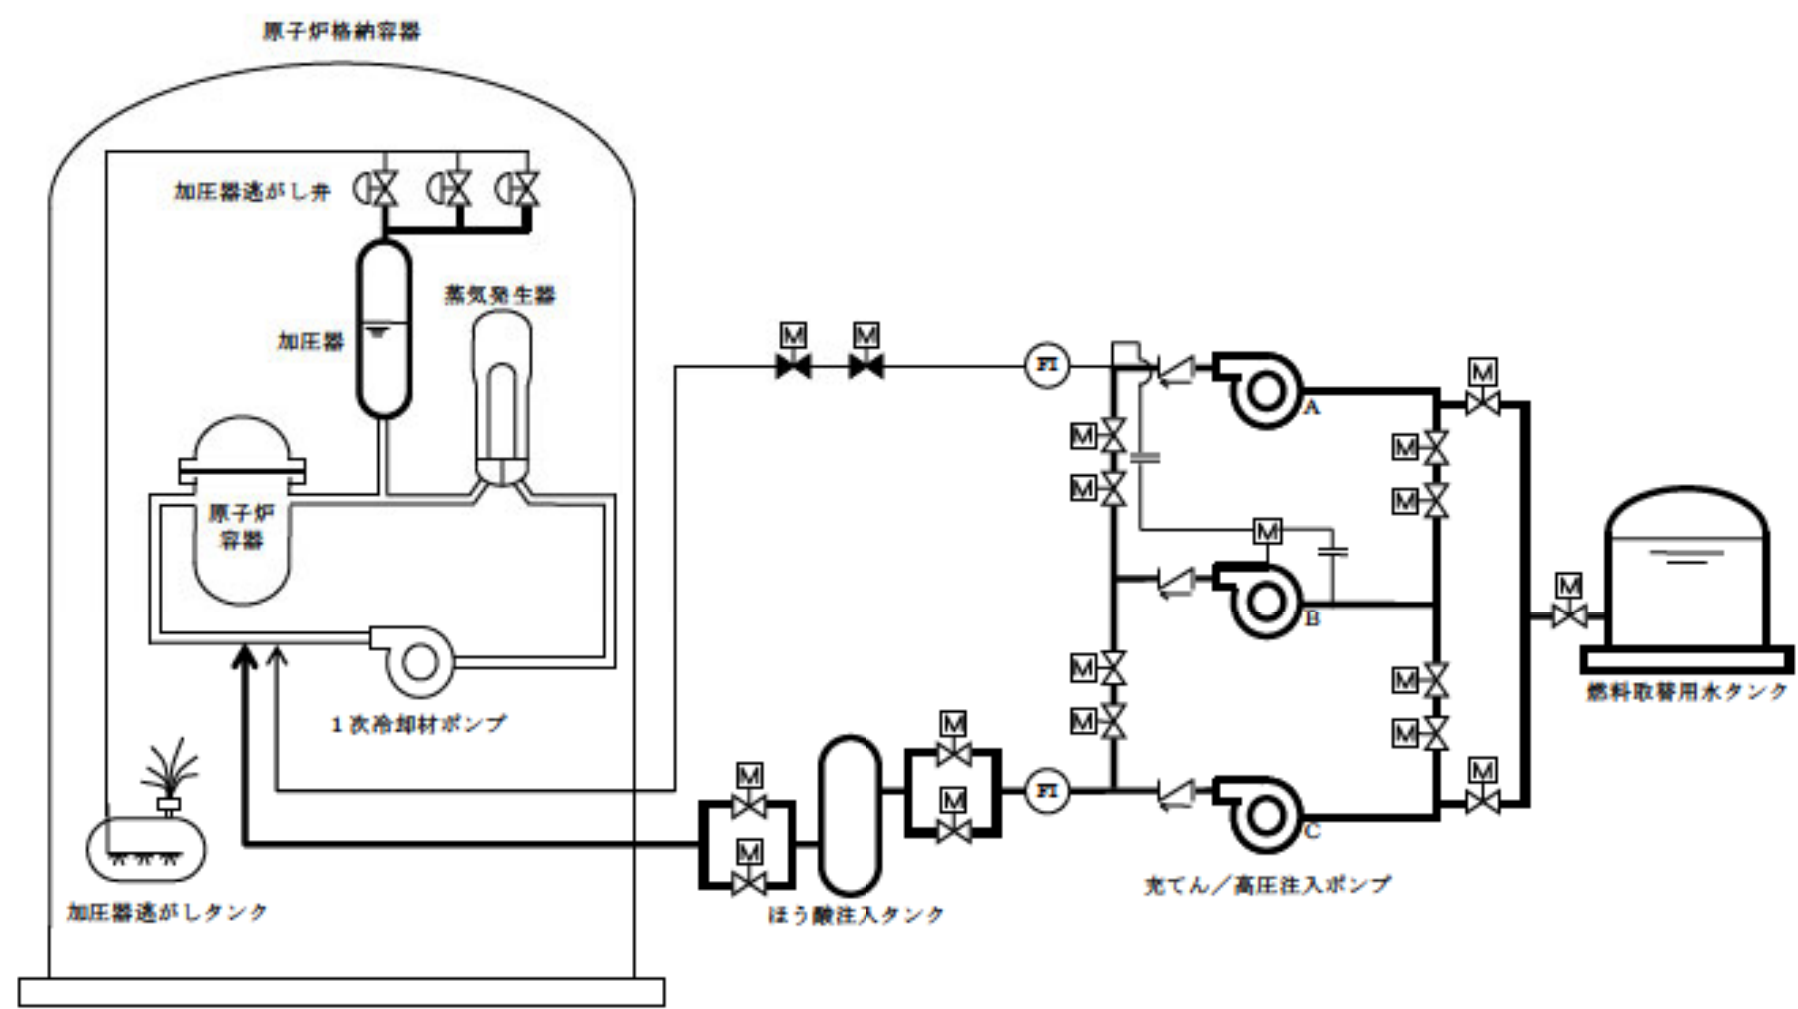 原子炉格納容器
加圧器逃がし弁
蒸気発生器
加圧器
原子炉
容器
1次冷却材ポンプ
加圧器逃がしタンク
M
M
FI
M
M
M
M
FI
M
M
M
M
ほう酸注入タンク
A
M
B
C
充てん/高圧注入ポンプ
M
M
M
M
M
M
M
M
燃料取替用水タンク